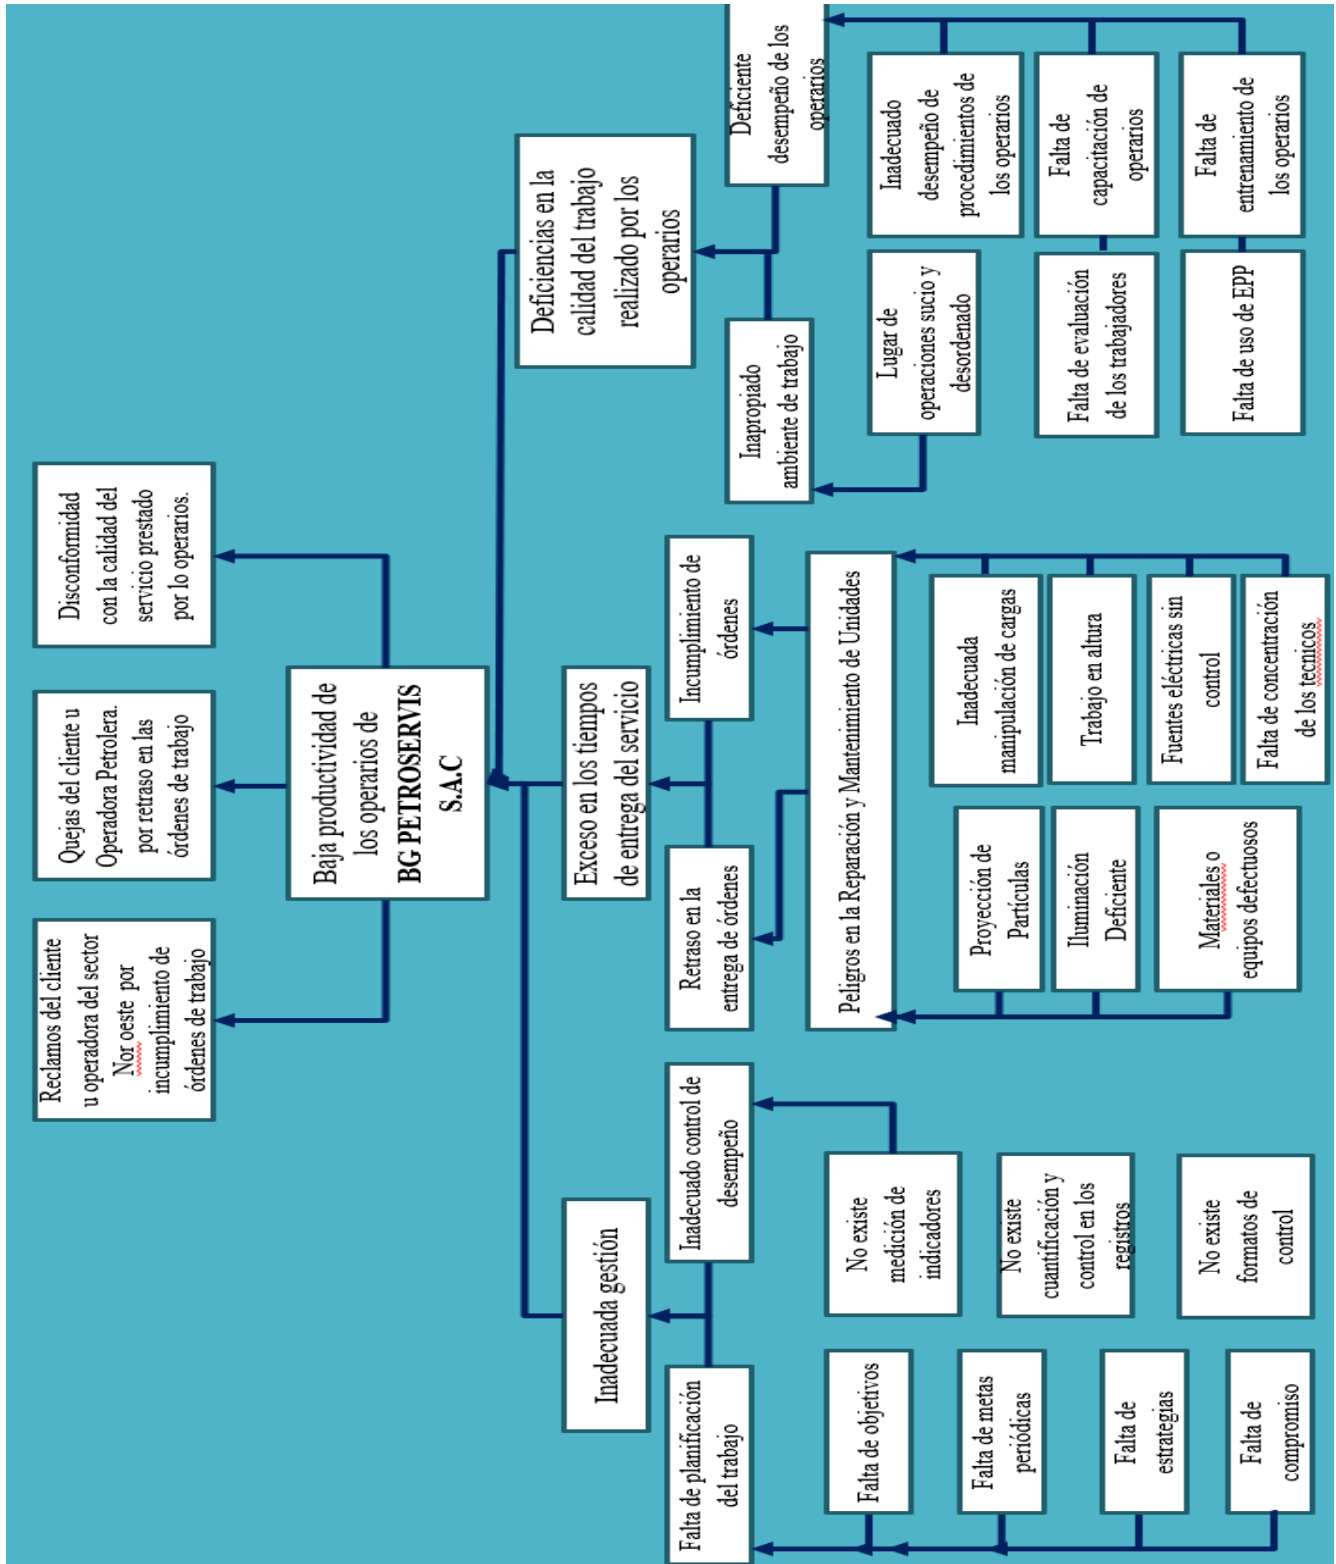 Reclamos del cliente
u operadora del sector
Nor oeste por
incumplimiento de
órdenes de trabajo
Quejas del cliente u
Operadora Petrolera.
por retraso en las
órdenes de trabajo
Disconformidad
con la calidad del
servicio prestado
por lo operarios.
Baja productividad de
los operarios de
BG PETROSERVIS
S.A.C
Inadecuada gestión
Exceso en los tiempos
de entrega del servicio
Deficiencias en la
calidad del trabajo
realizado por los
operarios
Falta de planificación
del trabajo
Inadecuado control de
desempeño
Retraso en la
entrega de órdenes
Incumplimiento de
órdenes
Inapropiado
ambiente de trabajo
Deficiente
desempeño de los
operarios
Falta de objetivos
Falta de metas
periódicas
Falta de
estrategias
Falta de
compromiso
No existe
medición de
indicadores
No existe
cuantificación y
control en los
registros
No existe
formatos de
control
Peligros en la Reparación y Mantenimiento de Unidades
Proyección de
Partículas
Iluminación
Deficiente
Materiales o
equipos defectuosos
Inadecuada
manipulación de cargas
Trabajo en altura
Fuentes eléctricas sin
control
Falta de concentración
de los tecnicos
Lugar de
operaciones sucio y
desordenado
Falta de evaluación
de los trabajadores
Falta de uso de EPP
Inadecuado
desempeño de
procedimientos de
los operarios
Falta de
capacitación de
operarios
Falta de
entrenamiento de
los operarios